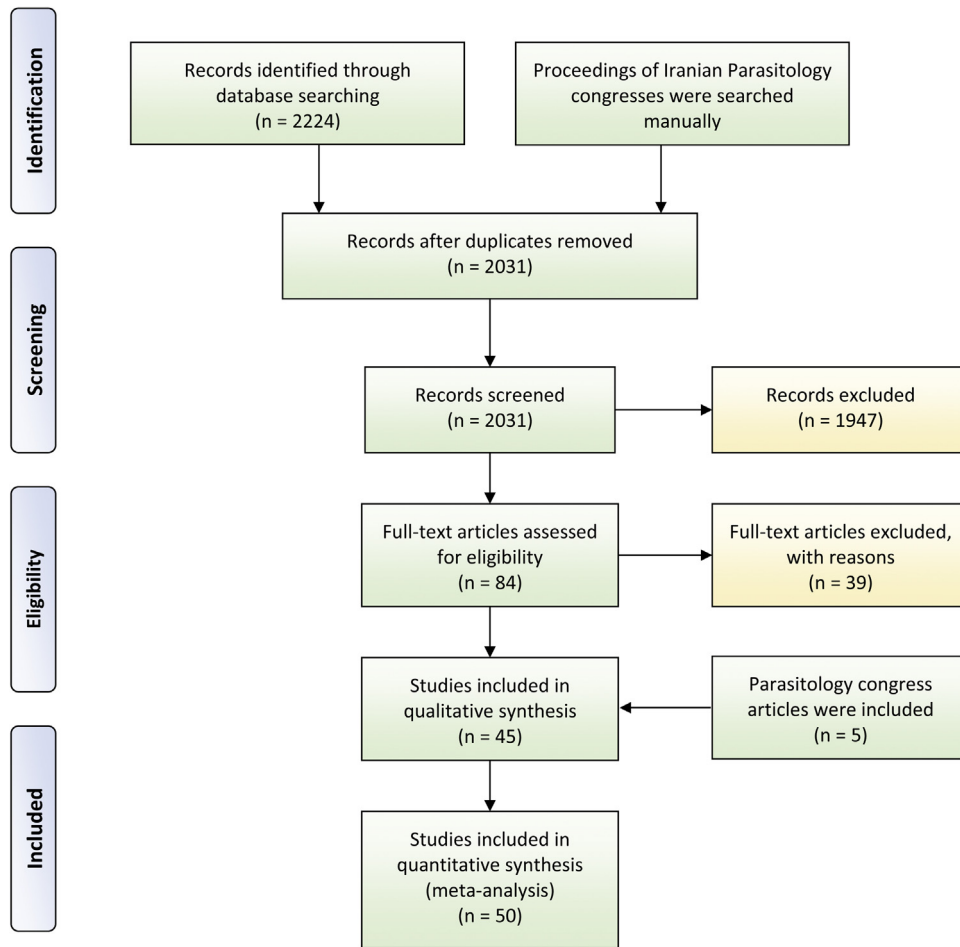 Identification
Records identified through
database searching
(n = 2224)
Proceedings of Iranian Parasitology
congresses were searched
manually
Records after duplicates removed
(n = 2031)
Screening
Records screened
(n = 2031)
Records excluded
(n = 1947)
Eligibility
Full-text articles assessed
for eligibility
(n = 84)
Full-text articles excluded,
with reasons
(n = 39)
Studies included in
qualitative synthesis
(n = 45)
Parasitology congress
articles were included
(n = 5)
Included
Studies included in
quantitative synthesis
(meta-analysis)
(n = 50)